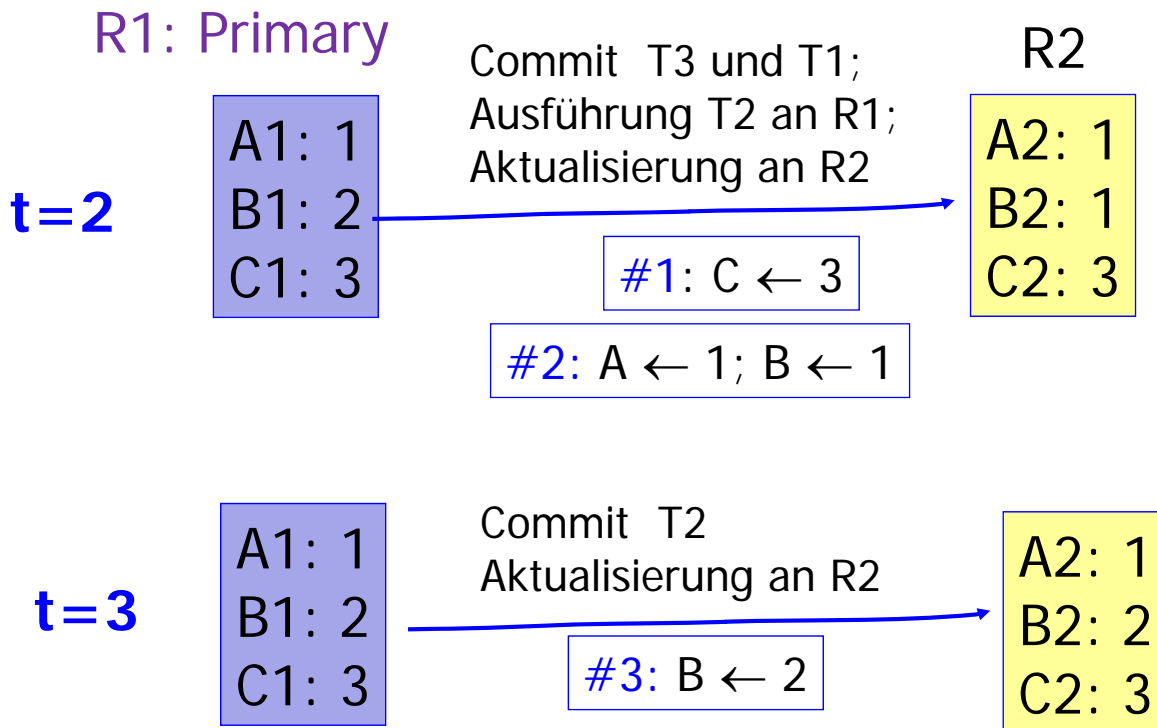 R1: Primary
Commit T3 und T1;
Ausführung T2 an R1;
Aktualisierung an R2
R2
t=2
A1: 1
B1: 2
C1: 3
#1: C ← 3
#2: A ← 1; B ← 1
A2: 1
B2: 1
C2: 3
t=3
A1: 1
B1: 2
C1: 3
Commit T2
Aktualisierung an R2
#3: B ← 2
A2: 1
B2: 2
C2: 3